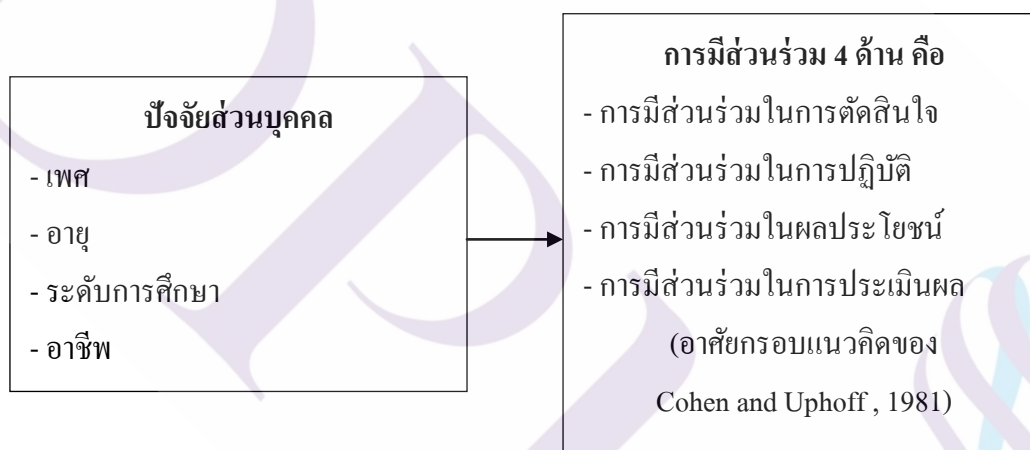 ปัจจัยส่วนบุคคล
- เพศ
- อายุ
- ระดับการศึกษา
- อาชีพ
การมีส่วนร่วม 4 ด้าน คือ
- การมีส่วนร่วมในการตัดสินใจ
- การมีส่วนร่วมในการปฏิบัติ
- การมีส่วนร่วมในผลประโยชน์
- การมีส่วนร่วมในการประเมินผล
(อาศัยกรอบแนวคิดของ
Cohen and Uphoff , 1981)